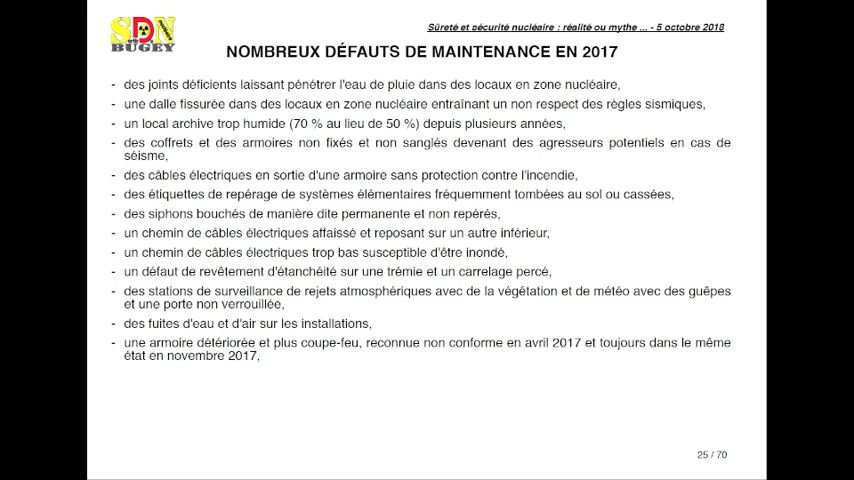 SDN
BUGEY
Sûreté et sécurité nucléaire : réalité ou mythe ... - 5 octobre 2018
NOMBREUX DÉFAUTS DE MAINTENANCE EN 2017
- des joints déficients laissant pénétrer l'eau de pluie dans des locaux en zone nucléaire,
- une dalle fissurée dans des locaux en zone nucléaire entraînant un non respect des règles sismiques,
- un local archive trop humide (70 % au lieu de 50 %) depuis plusieurs années,
- des coffrets et des armoires non fixés et non sanglés devenant des agresseurs potentiels en cas de
séisme,
- des câbles électriques en sortie d'une armoire sans protection contre l'incendie,
- des étiquettes de repérage de systèmes élémentaires fréquemment tombées au sol ou cassées,
- des siphons bouchés de manière dite permanente et non repérés,
- un chemin de câbles électriques affaissé et reposant sur un autre inférieur,
- un chemin de câbles électriques trop bas susceptible d'être inondé,
- un défaut de revêtement d'étanchéité sur une trémie et un carrelage percé,
- des stations de surveillance de rejets atmosphériques avec de la végétation et de météo avec des guêpes
et une porte non verrouillée,
- des fuites d'eau et d'air sur les installations,
- une armoire détériorée et plus coupe-feu, reconnue non conforme en avril 2017 et toujours dans le même
état en novembre 2017,
25 / 70